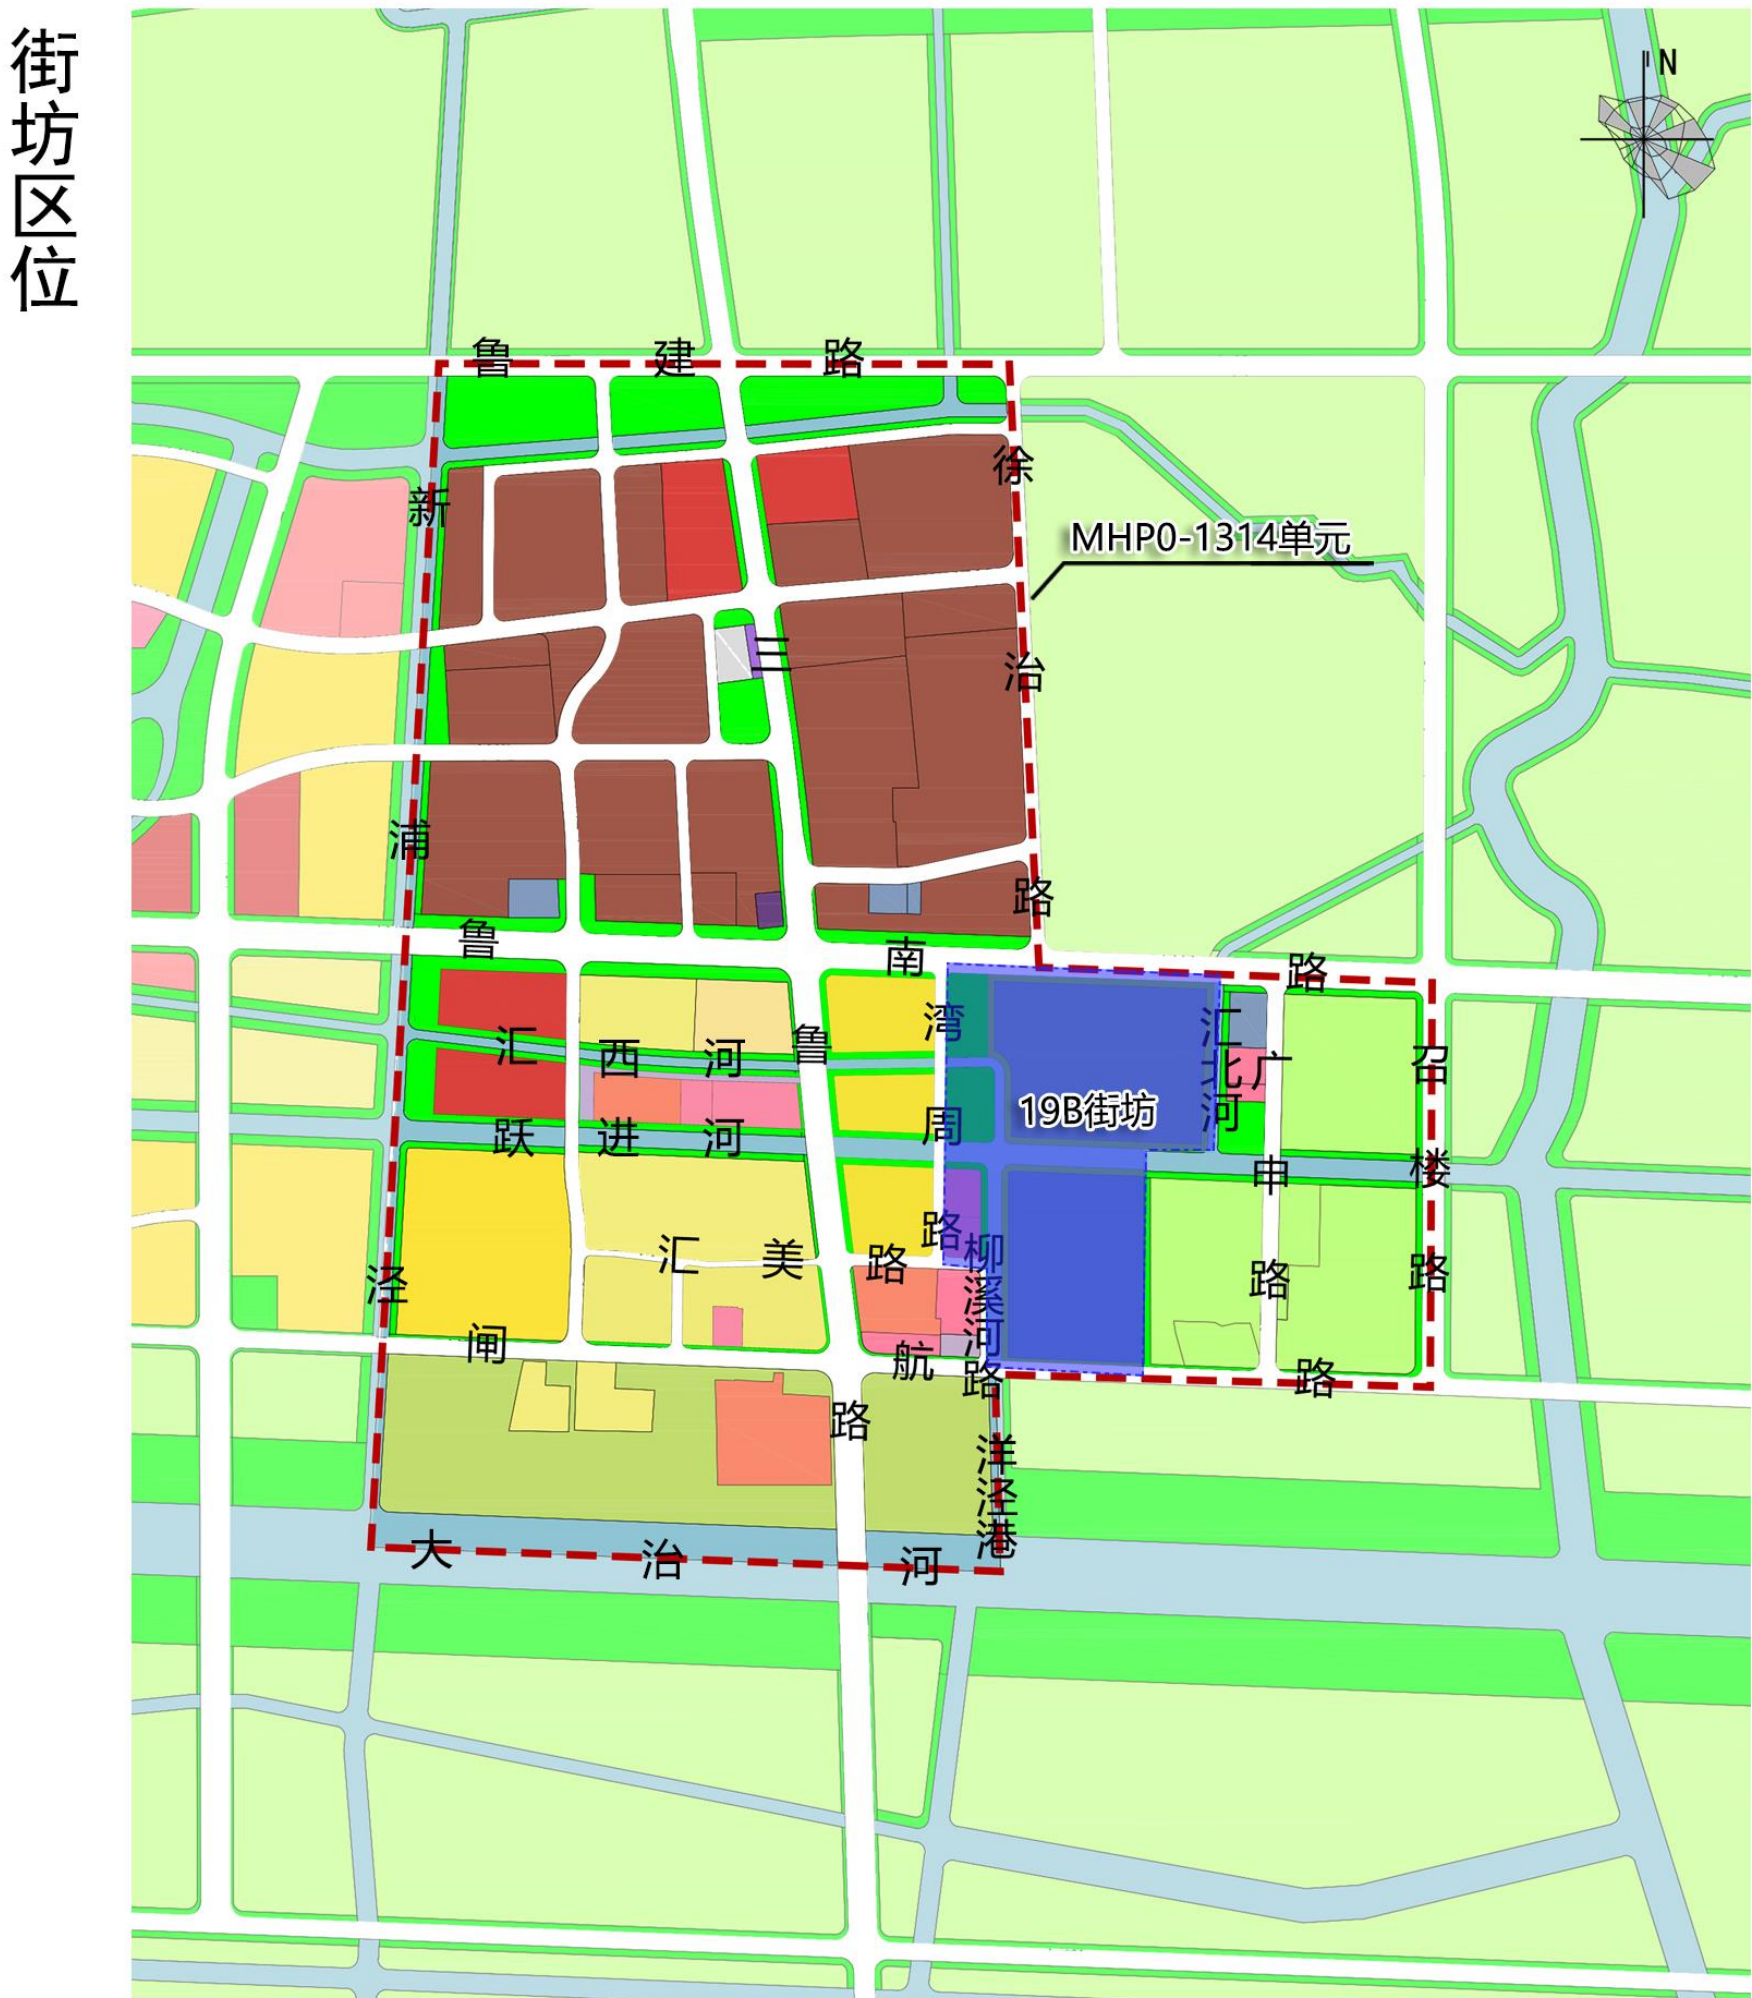 街坊区位
N
鲁建路
徐治路
新浦泾
MHP0-1314单元
三鲁路
鲁南路
汇西河
湾周路
汇北河
广申路
召楼路
19B街坊
跃进河
汇美路
柳溪河
闸航路路
洋泾港
大治河